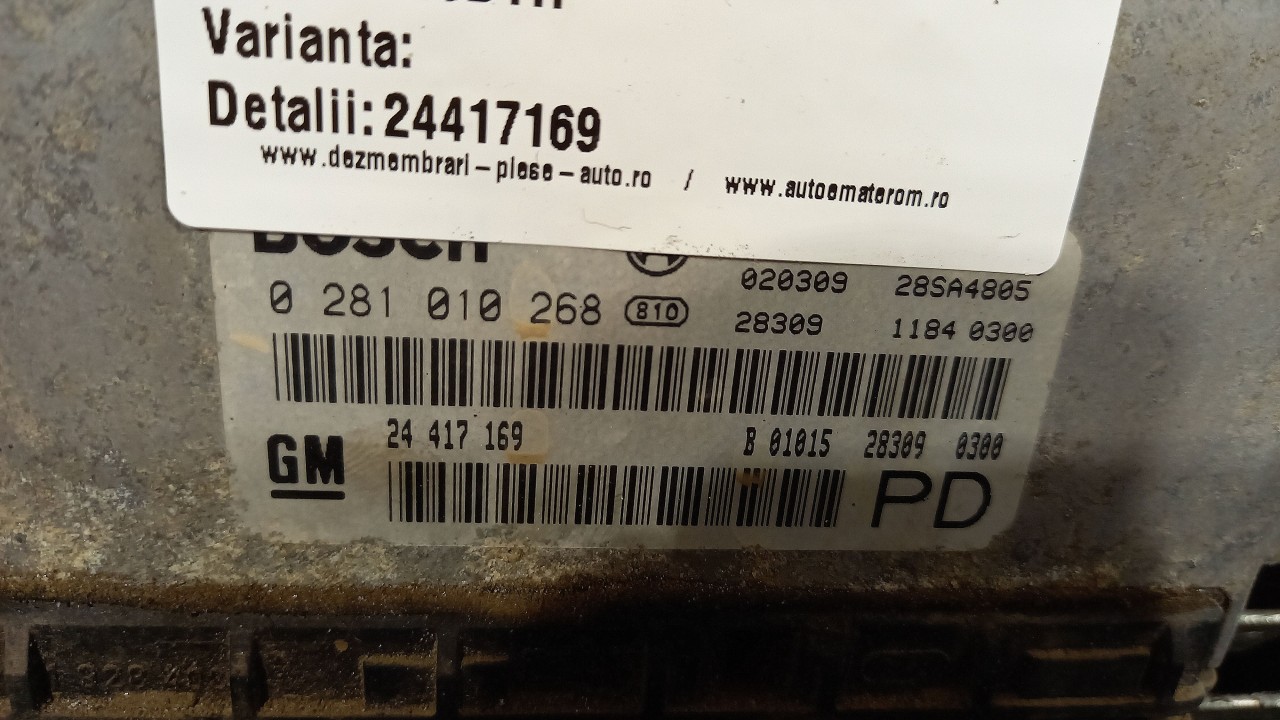 Varianta:
Detalii: 24417169
www.dezmembrari-piese-auto.ro / www.autoematerom.ro
BOSCH
020309 28SA4805
0 281 010 268 810 28309 1184 0300
24 417 169 B 01015 28309 0300
GM
PD